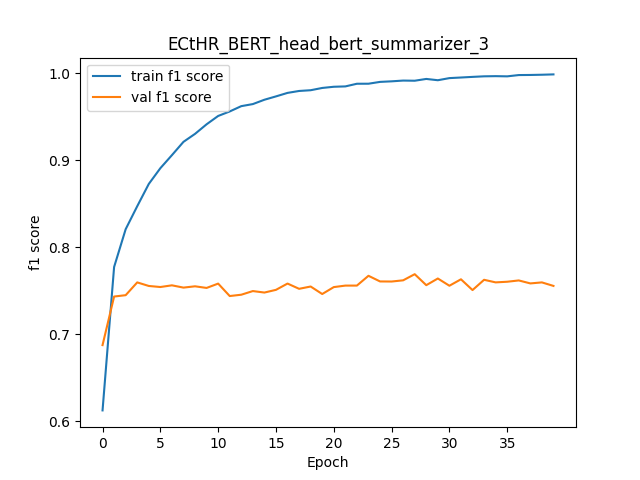 ECtHR_BERT_head_bert_summarizer_3
train f1 score
val f1 score
1.0
0.9
0.8
0.7
0.6
f1 score
0 5 10 15 20 25 30 35
Epoch